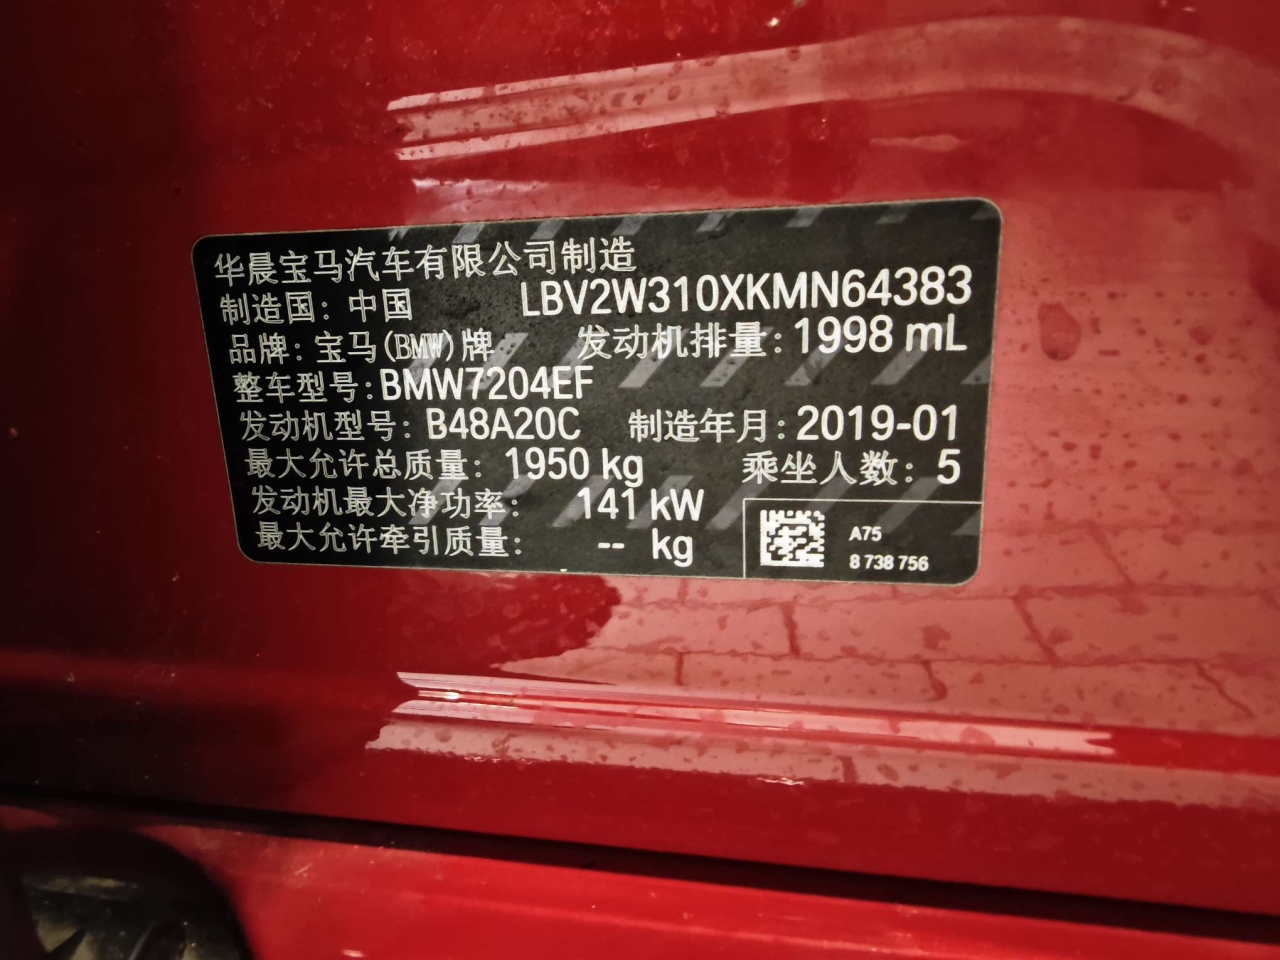 华晨宝马汽车有限公司制造
制造国: 中国 LBV2W310XKMN64383
品牌: 宝马(BMW)牌 发动机排量: 1998 mL
整车型号: BMW7204EF
发动机型号: B48A20C 制造年月: 2019-01
最大允许总质量: 1950 kg 乘坐人数: 5
发动机最大净功率: 141 kW
最大允许牵引质量: -- kg
A75
8 738 756